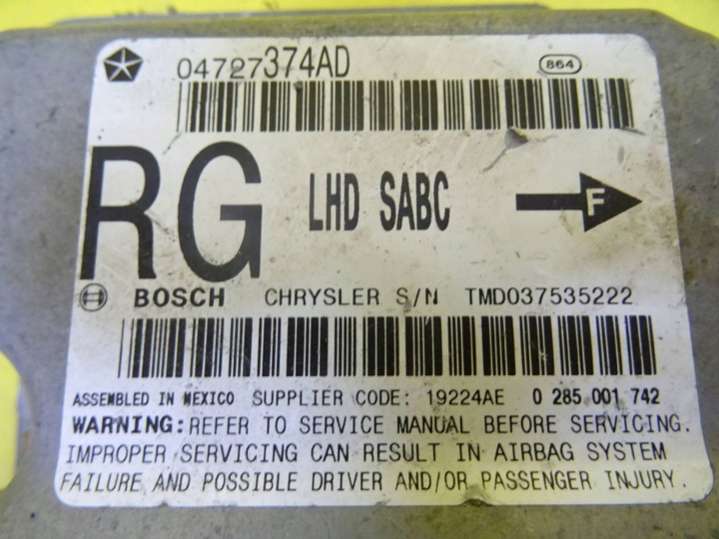 04727374AD 864
RG LHD SABC F
BOSCH CHRYSLER S/N TMD037535222
ASSEMBLED IN MEXICO SUPPLIER CODE: 19224AE 0 285 001 742
WARNING: REFER TO SERVICE MANUAL BEFORE SERVICING.
IMPROPER SERVICING CAN RESULT IN AIRBAG SYSTEM
FAILURE AND POSSIBLE DRIVER AND/OR PASSENGER INJURY.